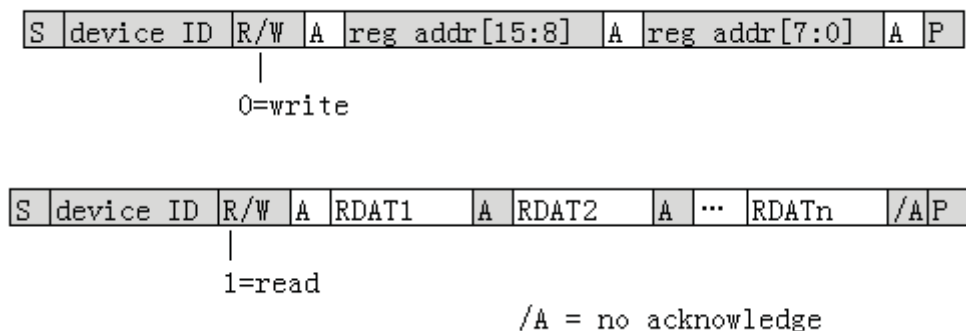 S device ID R/W A reg addr[15:8] A reg addr[7:0] A P
0=write
S device ID R/W A RDAT1 A RDAT2 A … RDATn /A P
1=read
/A = no acknowledge